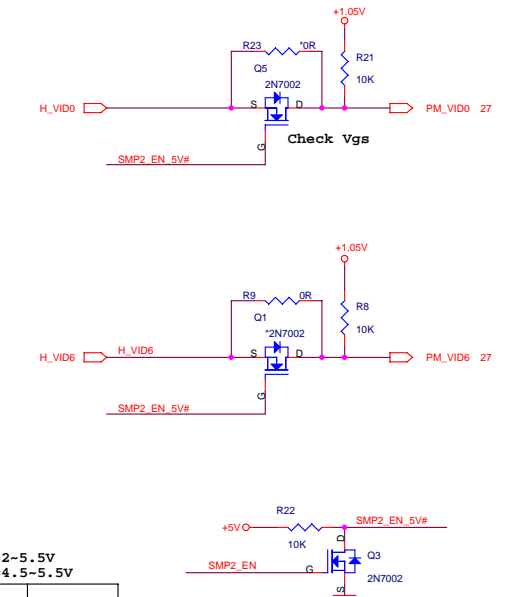 +1.05V
R23 *0R
R21
10K
Q5
2N7002
H_VID0 S D PM_VID0 27
Check Vgs
G
SMP2_EN_5V#
+1.05V
R9 0R
R8
10K
Q1
*2N7002
H_VID6 H_VID6 S D PM_VID6 27
G
SMP2_EN_5V#
R22
+5V SMP2_EN_5V#
10K
D
Q3
SMP2_EN G
2N7002
S
2~5.5V
4.5~5.5V